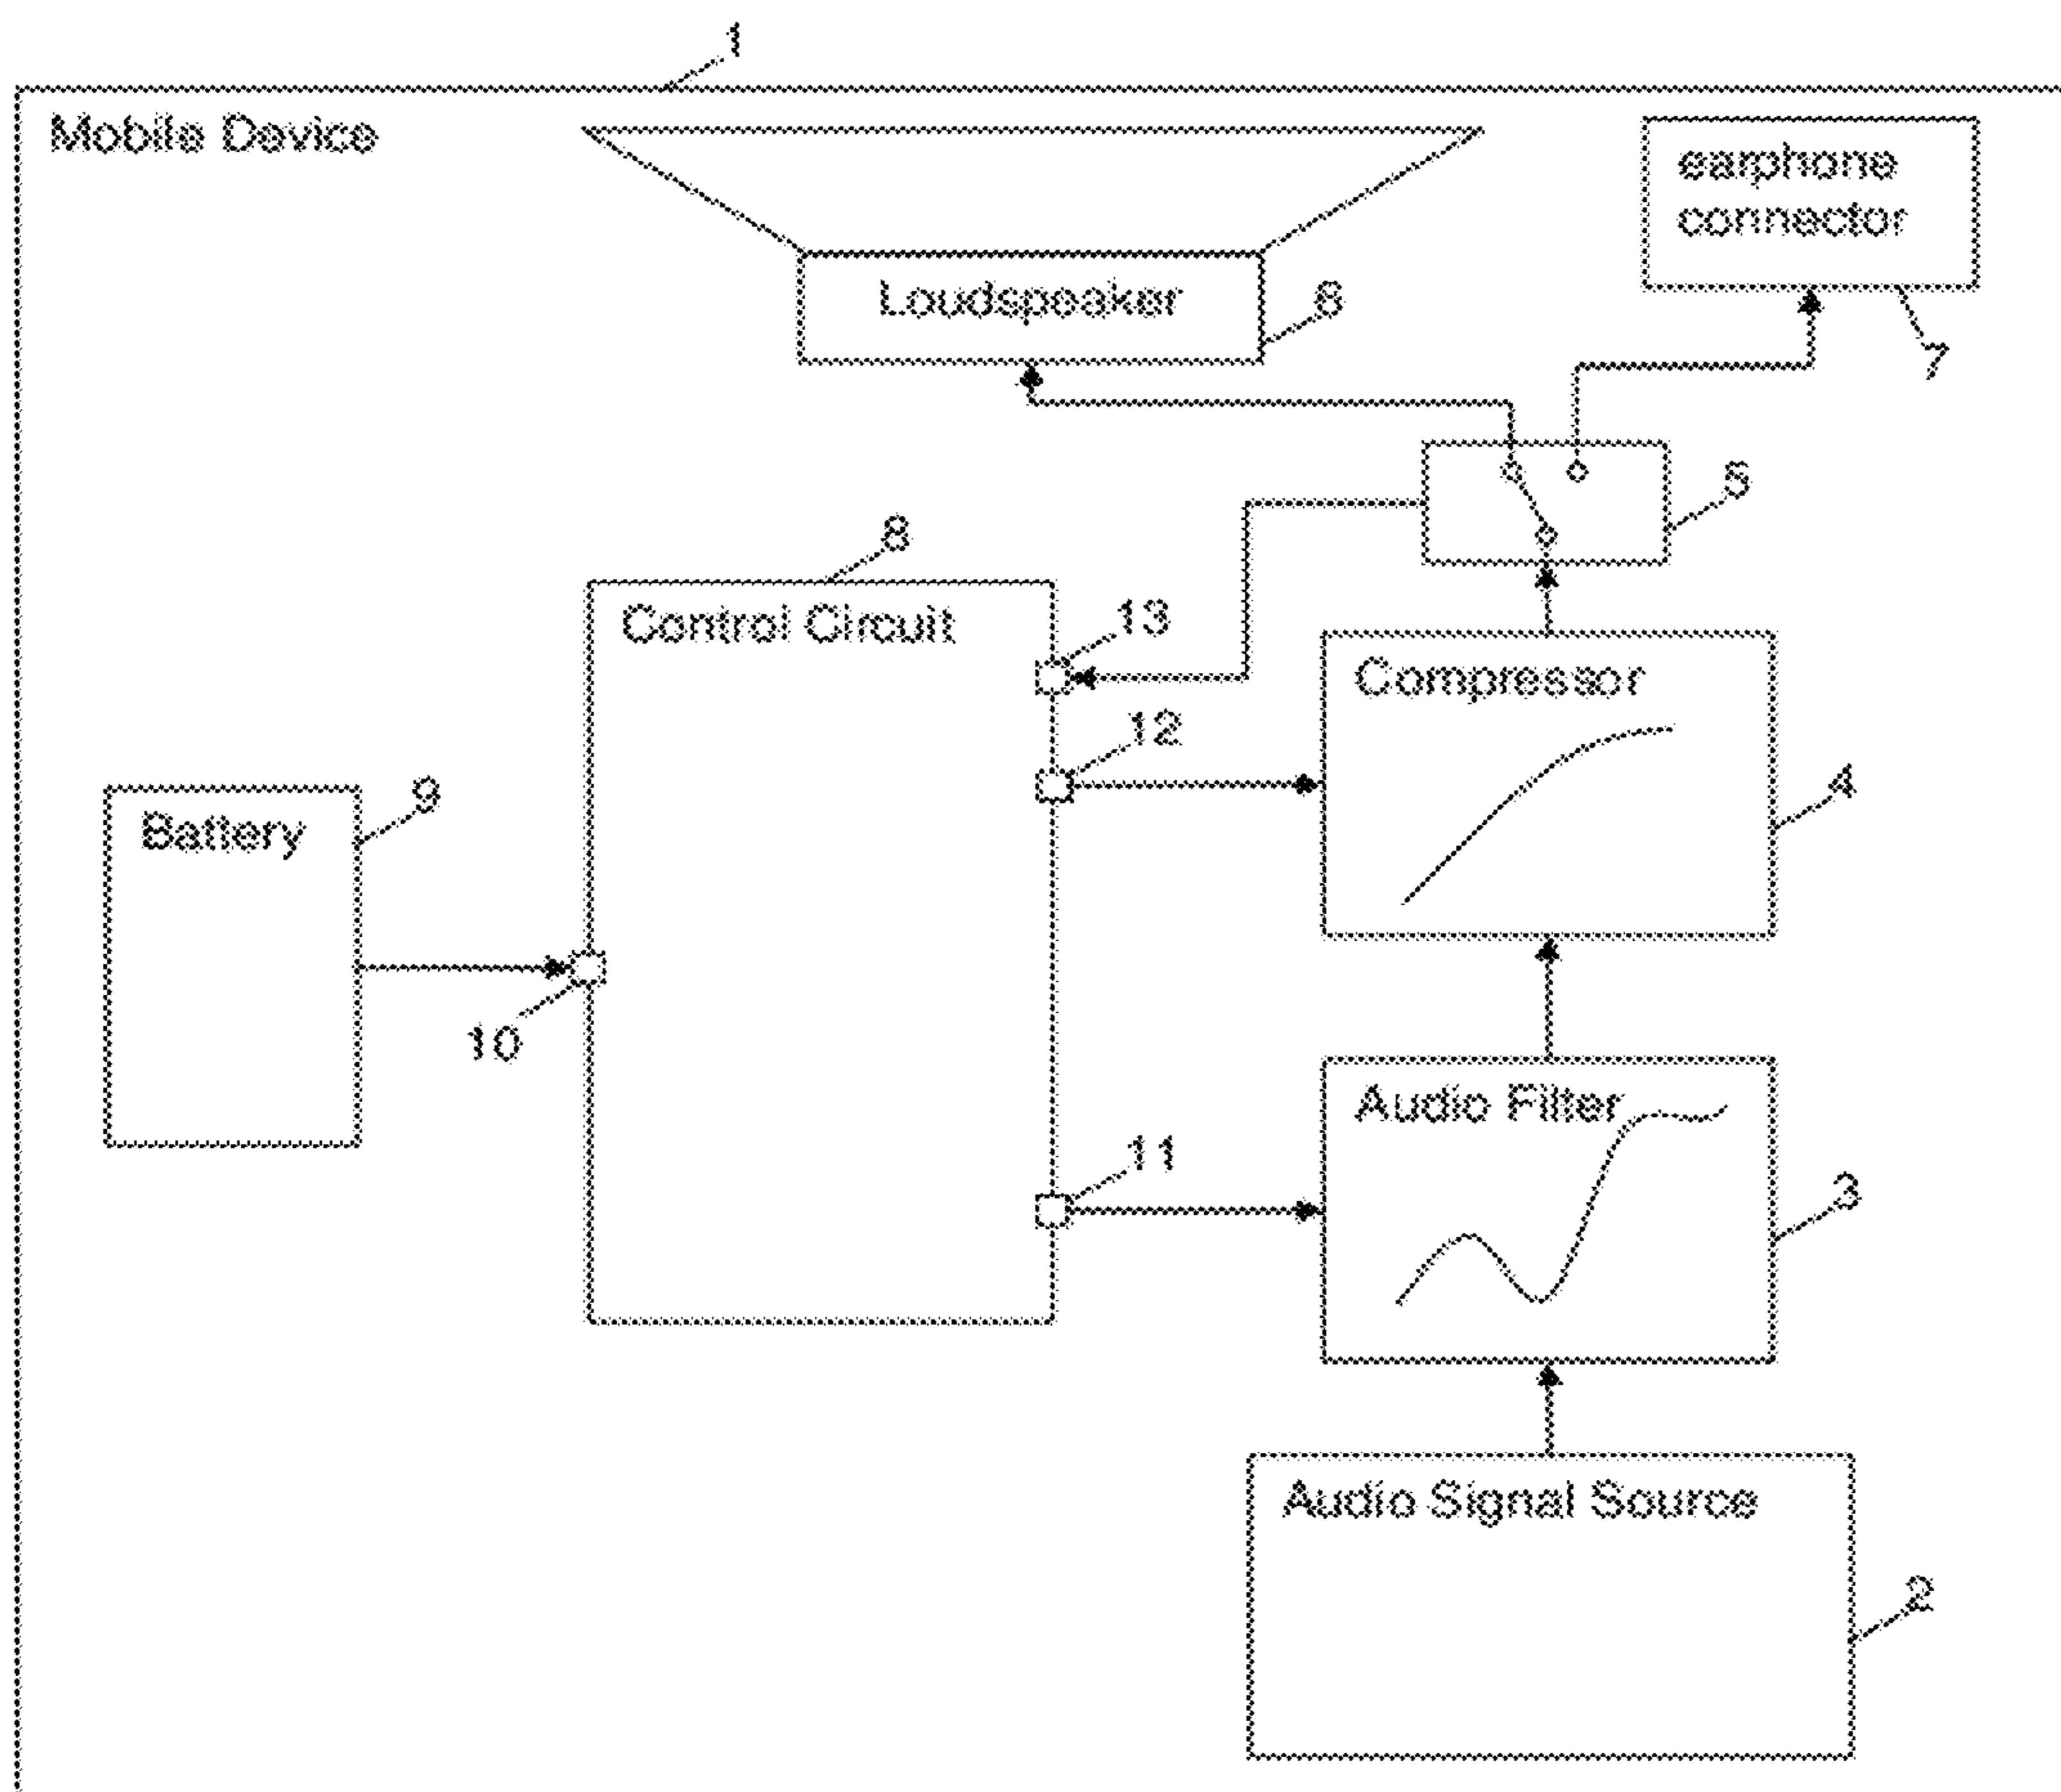 1
Mobile Device
earphone
connector
Loudspeaker
6
7
5
8
Control Circuit
13
Compressor
12
4
9
Battery
10
Audio Filter
11
3
Audio Signal Source
2